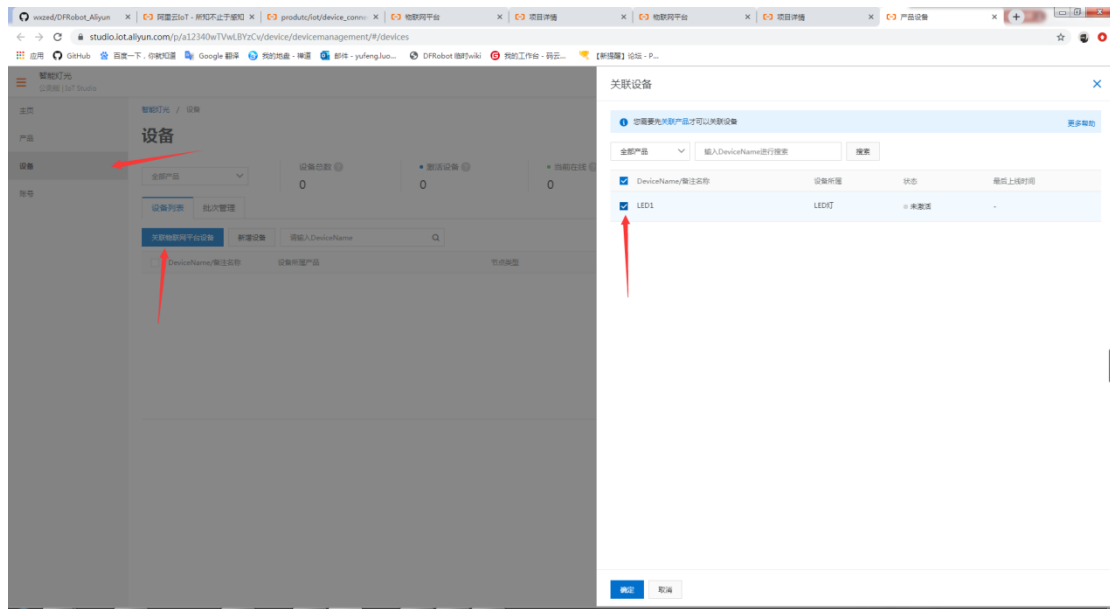 wxzed/DFRobot_Aliyun
阿里云IoT - 所知不止于感知
produtc/iot/device_conne
物联网平台
项目详情
物联网平台
项目详情
产品设备
studio.iot.aliyun.com/p/a12340wTVwLBYzCv/device/devicemanagement/#/devices
应用 GitHub 百度一下，你就知道 Google 翻译 我的地盘 - 禅道 邮件 - yufeng.luo... DFRobot 临时wiki 我的工作台 - 码云... 【新提醒】论坛 - P...
智能灯光
IoT Studio
主页
产品
设备
账号
智能灯光 / 设备
设备
全部产品
设备总数
0
激活设备
0
当前在线
0
设备列表 批次管理
关联物联网平台设备 新增设备 请输入DeviceName
DeviceName/备注名称 设备所属产品 节点类型
关联设备
您需要先关联产品才可以关联设备 更多帮助
全部产品 输入DeviceName进行搜索 搜索
DeviceName/备注名称 设备所属 状态 最后上线时间
LED1 LED灯 未激活 -
确定 取消